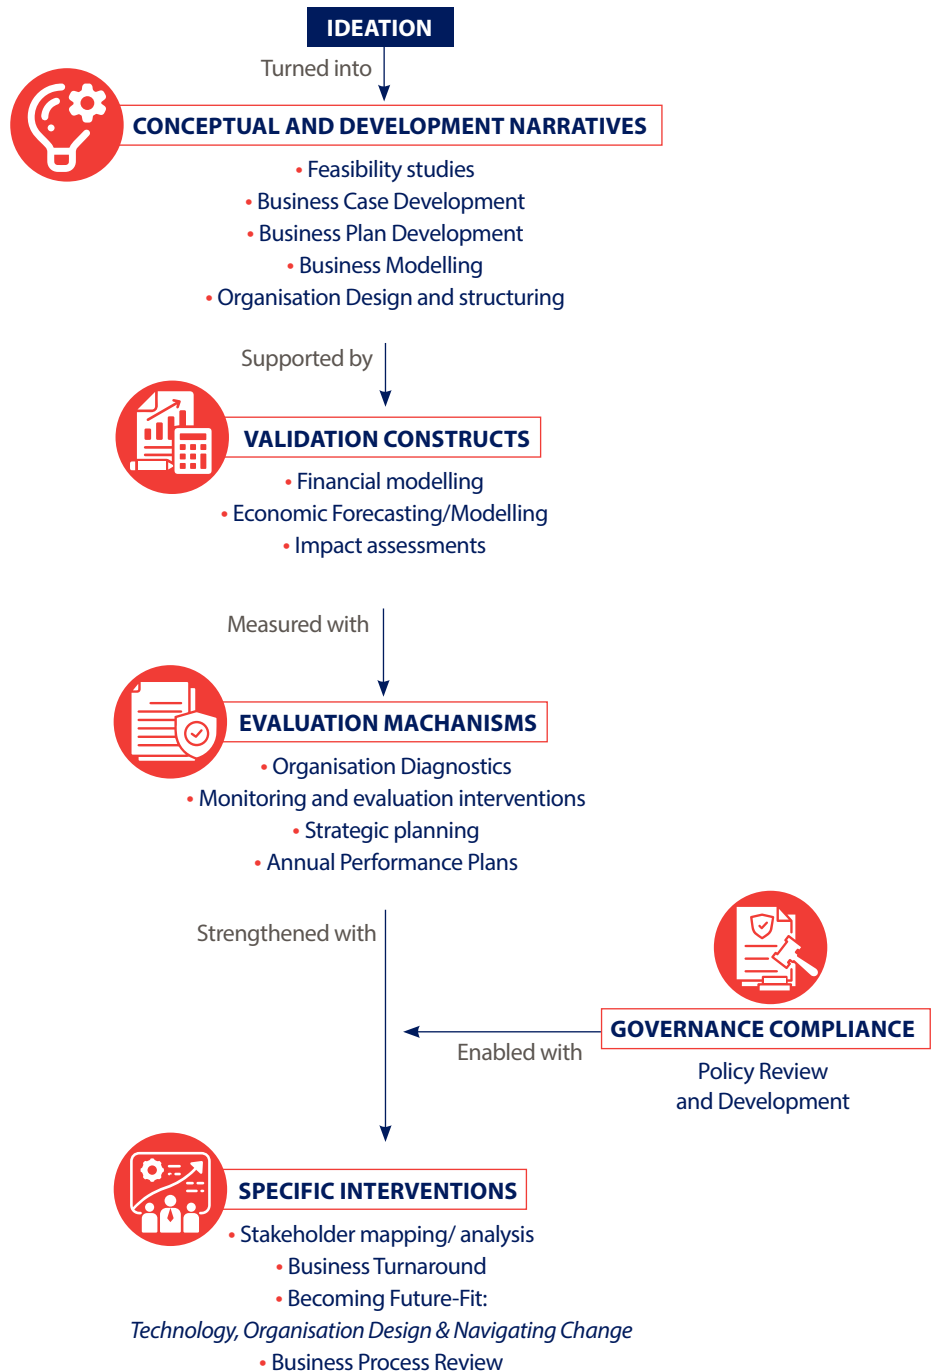 IDEATION
Turned into
CONCEPTUAL AND DEVELOPMENT NARRATIVES
• Feasibility studies
• Business Case Development
• Business Plan Development
• Business Modelling
• Organisation Design and structuring
Supported by
VALIDATION CONSTRUCTS
• Financial modelling
• Economic Forecasting/Modelling
• Impact assessments
Measured with
EVALUATION MACHANISMS
• Organisation Diagnostics
• Monitoring and evaluation interventions
• Strategic planning
• Annual Performance Plans
Strengthened with
GOVERNANCE COMPLIANCE
Enabled with
Policy Review
and Development
SPECIFIC INTERVENTIONS
• Stakeholder mapping/ analysis
• Business Turnaround
• Becoming Future-Fit:
Technology, Organisation Design & Navigating Change
• Business Process Review